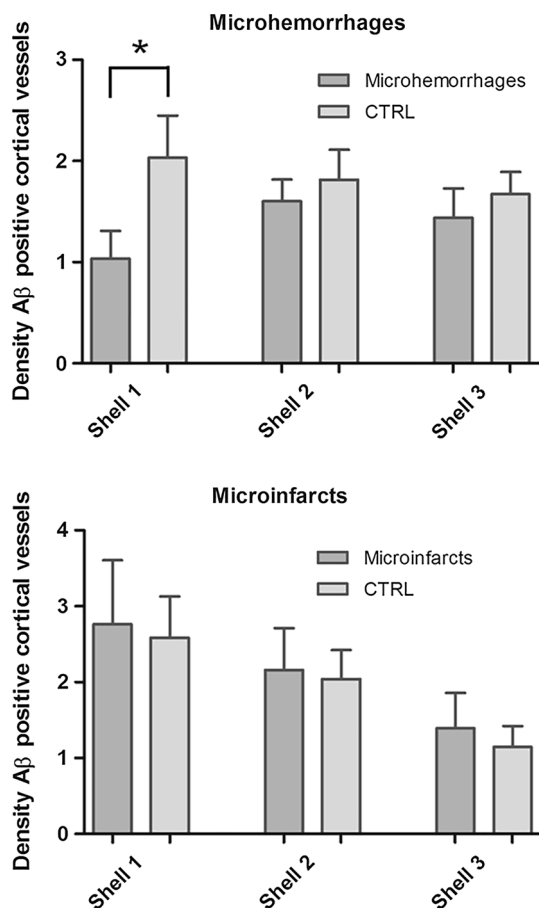 Microhemorrhages
Density Aβ positive cortical vessels
3
2
1
0
*
Microhemorrhages
CTRL
Shell 1
Shell 2
Shell 3
Microinfarcts
Density Aβ positive cortical vessels
4
3
2
1
0
Microinfarcts
CTRL
Shell 1
Shell 2
Shell 3